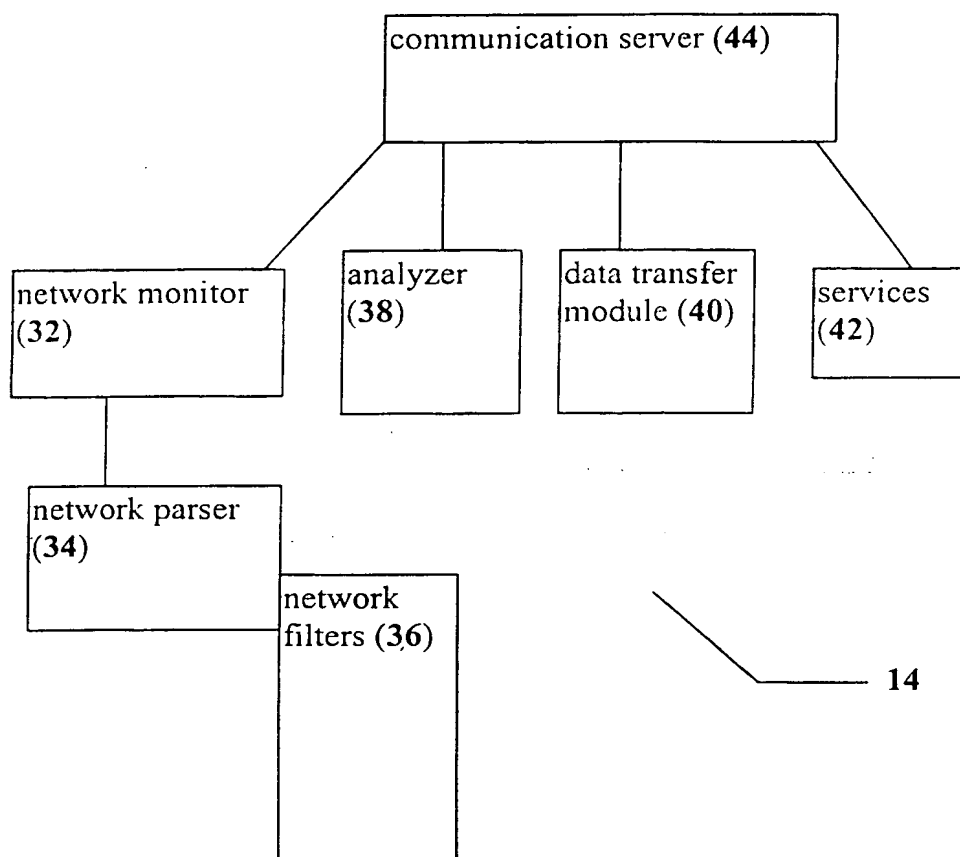 communication server (44)
network monitor
(32)
analyzer
(38)
data transfer
module (40)
services
(42)
network parser
(34)
network
filters (36)
14